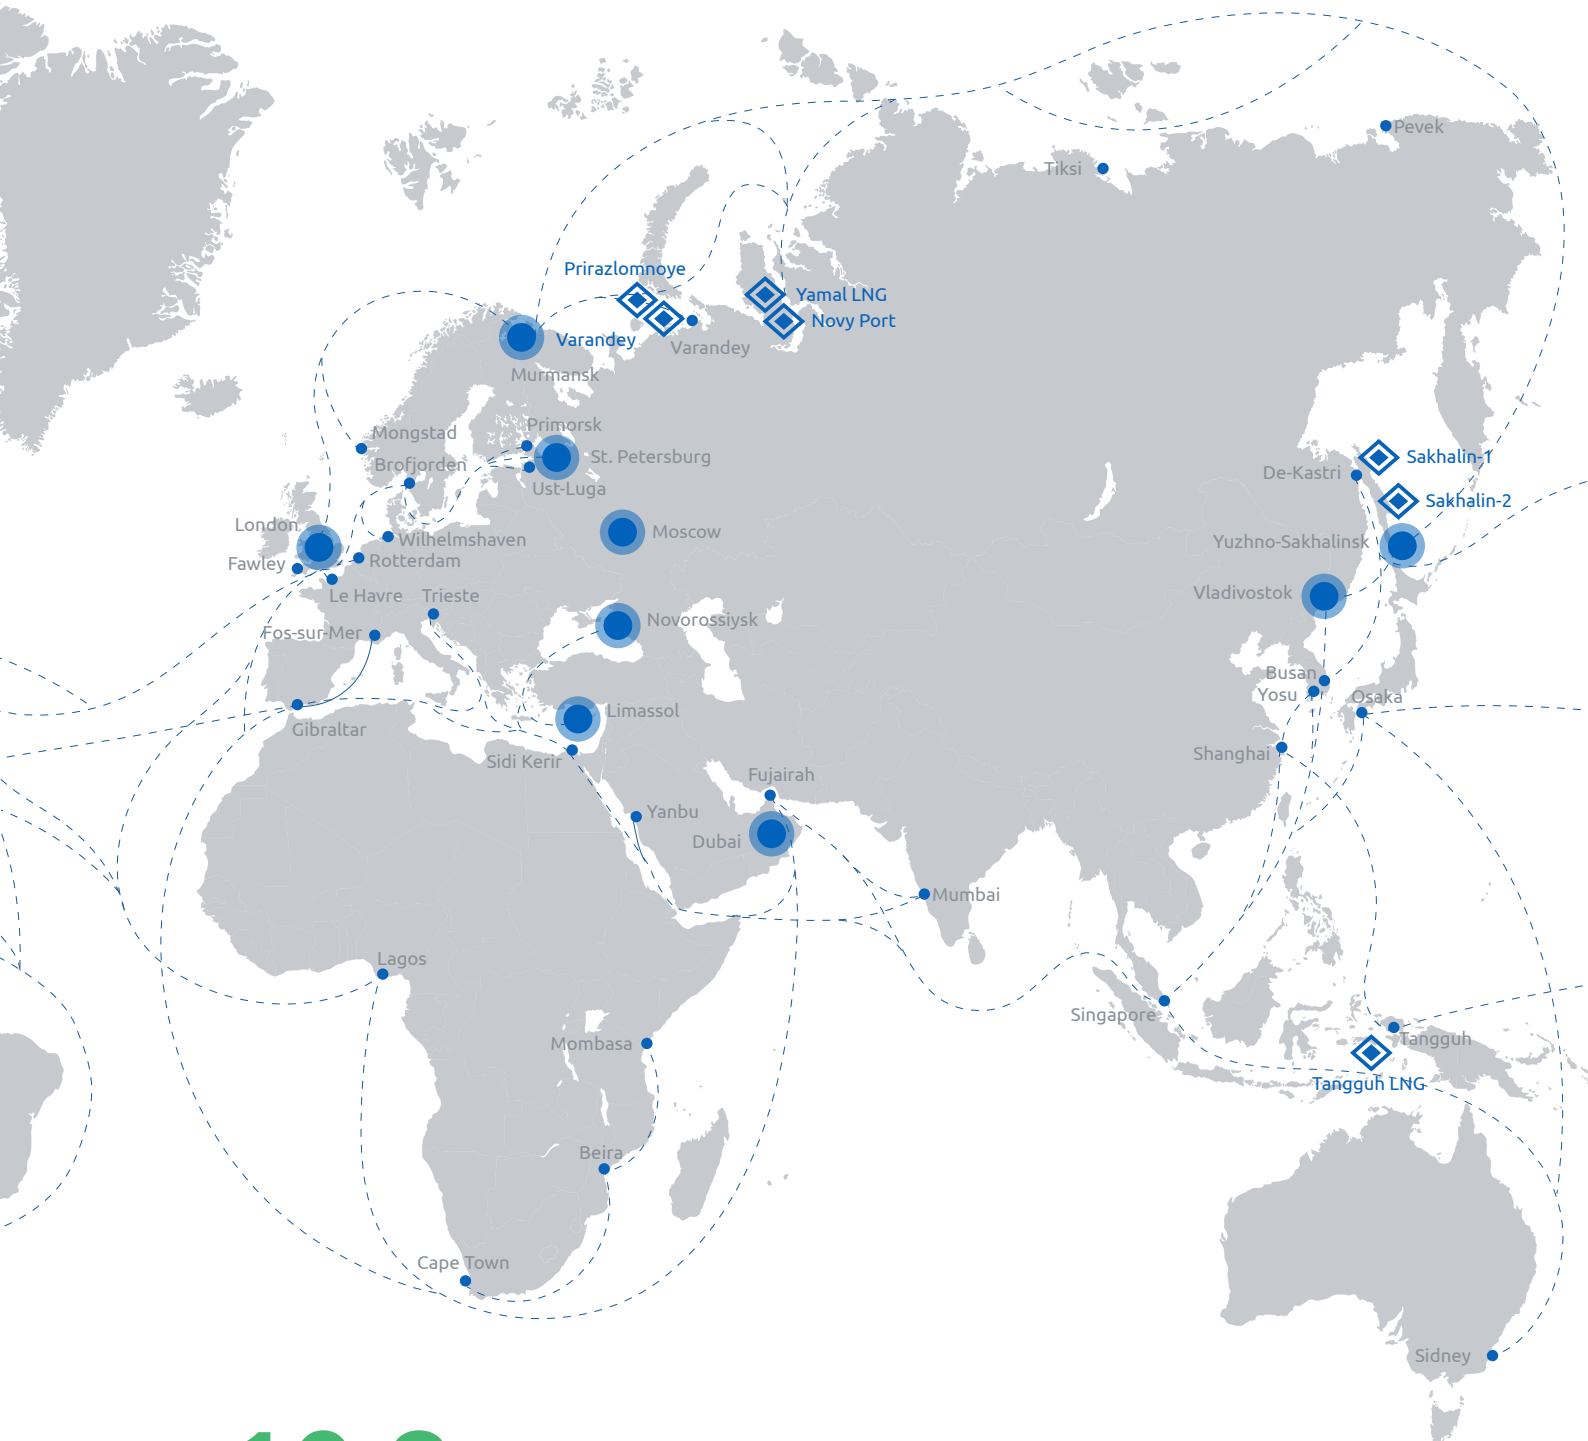 Pevek
Tiksi
Prirazlomnoye
Yamal LNG
Novy Port
Varandey
Varandey
Murmansk
Primorsk
Mongstad
St. Petersburg
Sakhalin-1
Brofjorden
De-Kastri
Ust-Luga
Sakhalin-2
London
Moscow
Wilhelmshaven
Yuzhno-Sakhalinsk
Fawley
Rotterdam
Le Havre
Trieste
Vladivostok
Novorossiysk
Fos-sur-Mer
Busan
Yosu
Osaka
Limassol
Gibraltar
Shanghai
Sidi Kerir
Fujairah
Yanbu
Dubai
Mumbai
Lagos
Singapore
Tangguh
Mombasa
Tangguh LNG
Beira
Cape Town
Sidney